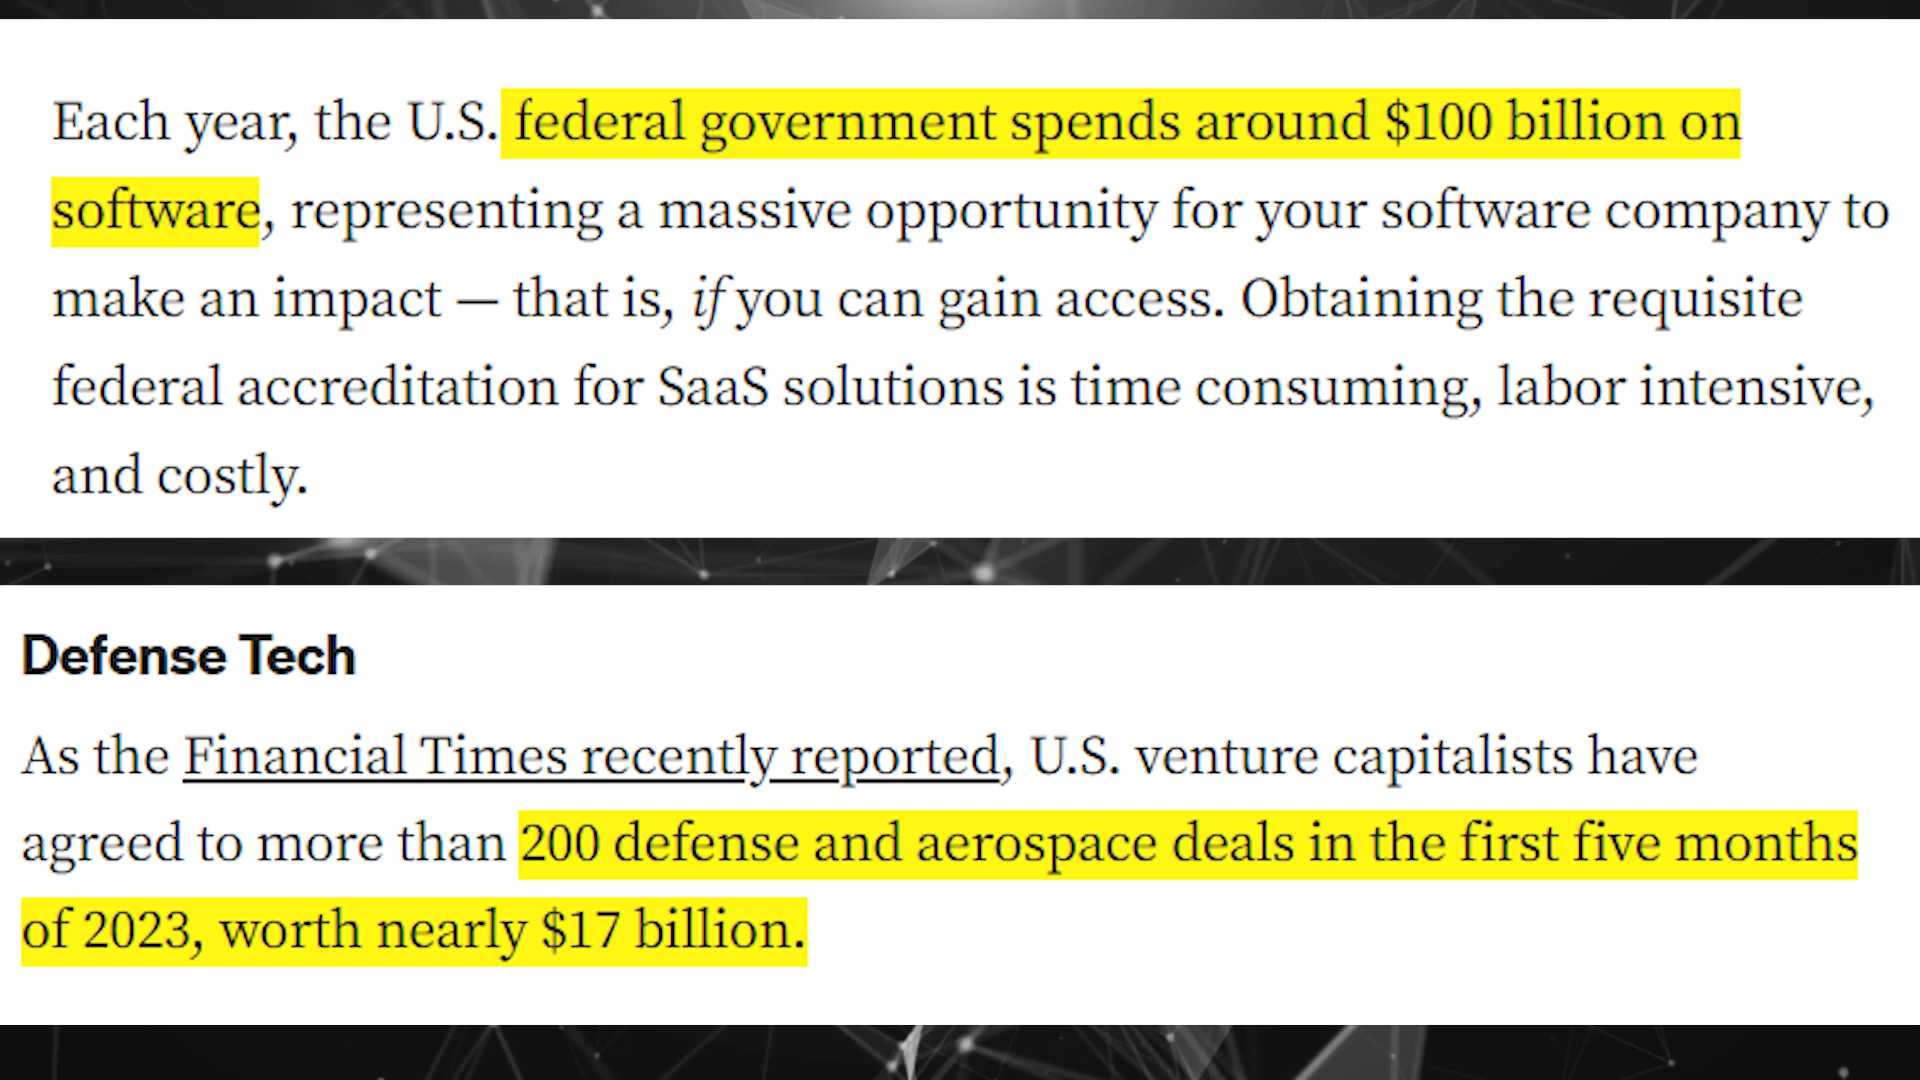 Each year, the U.S. federal government spends around $100 billion on
software, representing a massive opportunity for your software company to
make an impact — that is, if you can gain access. Obtaining the requisite
federal accreditation for SaaS solutions is time consuming, labor intensive,
and costly.
Defense Tech
As the Financial Times recently reported, U.S. venture capitalists have
agreed to more than 200 defense and aerospace deals in the first five months
of 2023, worth nearly $17 billion.